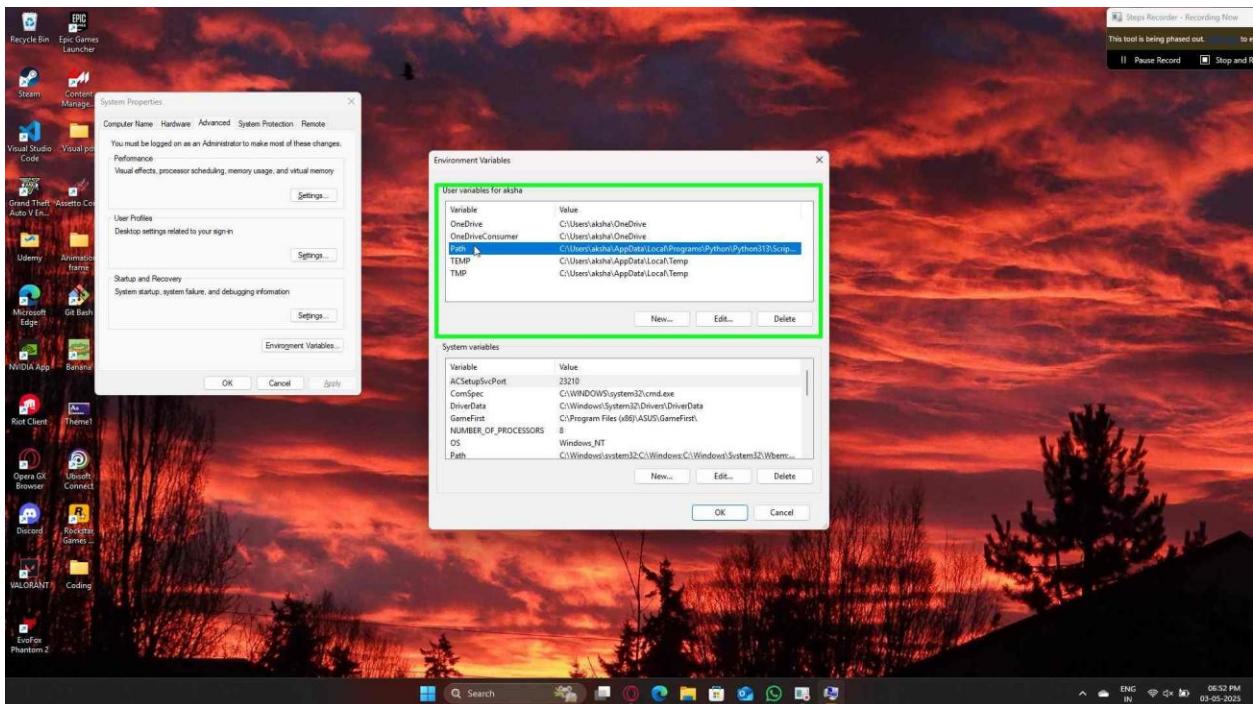 Recycle Bin
Epic Games
Launcher
Steam
Content
Manage...
Visual Studio
Code
Visual
Grand Theft
Auto V En...
Assetto
Udemy
Animation
frame
Microsoft
Edge
Git Bash
NVIDIA App
Banana
Riot Client
Theme1
Opera GX
Browser
Ubisoft
Connect
Discord
Rockstar
Games ...
VALORANT
Coding
EvoFox
Phantom 2
System Properties
Computer Name Hardware Advanced System Protection Remote
You must be logged on as an Administrator to make most of these changes.
Performance
Visual effects, processor scheduling, memory usage, and virtual memory
Settings...
User Profiles
Desktop settings related to your sign-in
Settings...
Startup and Recovery
System startup, system failure, and debugging information
Settings...
Environment Variables...
OK Cancel Apply
Environment Variables
User variables for aksha
Variable Value
OneDrive C:\Users\aksha\OneDrive
OneDriveConsumer C:\Users\aksha\OneDrive
Path C:\Users\aksha\AppData\Local\Programs\Python\Python313\Scrip...
TEMP C:\Users\aksha\AppData\Local\Temp
TMP C:\Users\aksha\AppData\Local\Temp
New... Edit... Delete
System variables
Variable Value
ACSetupSvcPort 23210
ComSpec C:\WINDOWS\system32\cmd.exe
DriverData C:\Windows\System32\Drivers\DriverData
GameFirst C:\Program Files (x86)\ASUS\GameFirst\
NUMBER_OF_PROCESSORS 8
OS Windows_NT
Path C:\Windows\system32;C:\Windows;C:\Windows\System32\Wbem;...
New... Edit... Delete
OK Cancel
Steps Recorder - Recording Now
This tool is being phased out. to e
Pause Record Stop and R
Search
ENG
IN
06:52 PM
03-05-2025